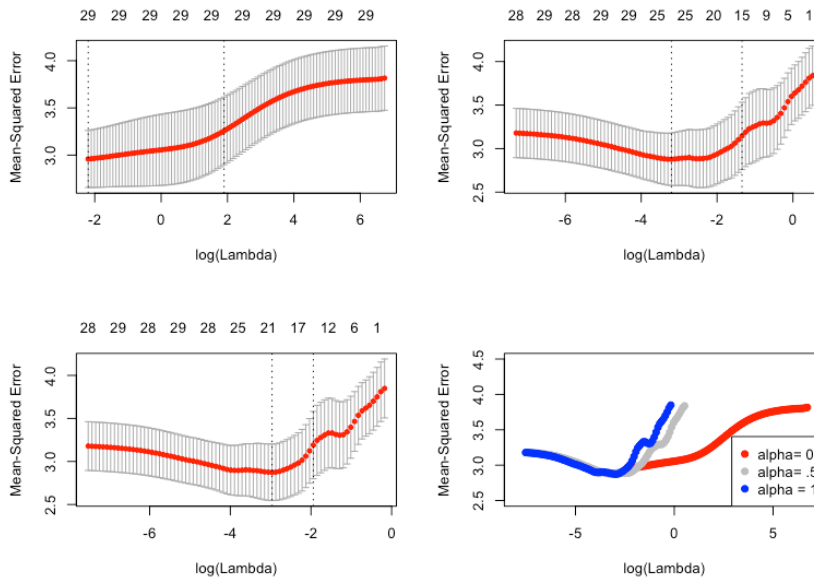 29 29 29 29 29 29 29 29 29
Mean-Squared Error
3.0 3.5 4.0
-2 0 2 4 6
log(Lambda)
28 29 29 29 29 25 25 20 15 9 5 1
Mean-Squared Error
2.5 3.0 3.5 4.0
-6 -4 -2 0
log(Lambda)
28 29 28 29 28 25 21 17 12 6 1
Mean-Squared Error
2.5 3.0 3.5 4.0
-6 -4 -2 0
log(Lambda)
Mean-Squared Error
2.5 3.0 3.5 4.0 4.5
-5 0 5
log(Lambda)
alpha= 0
alpha= .5
alpha = 1